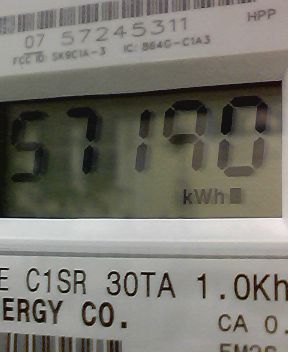 HPP
07 57245311
FCC ID: SK9C1A-3 IC: 864G-C1A3
57190
kWh
E C1SR 30TA 1.0Kh
ERGY CO.
CA 0.